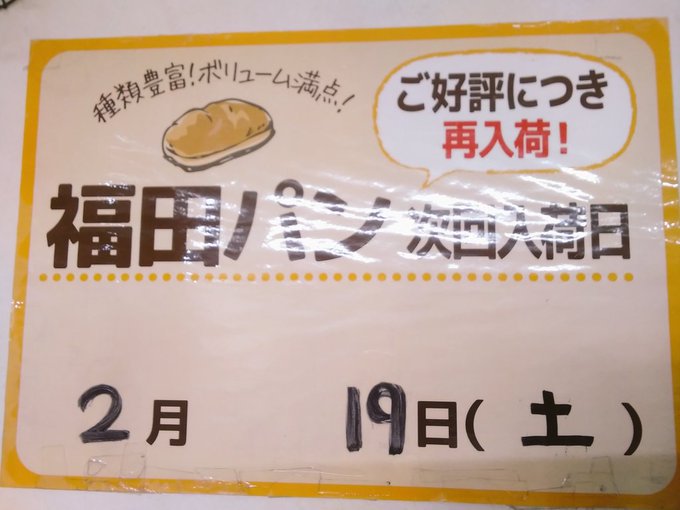 種類豊富！ボリューム満点！
ご好評につき
再入荷！
福田パン 次回入荷日
2月 19日(土)